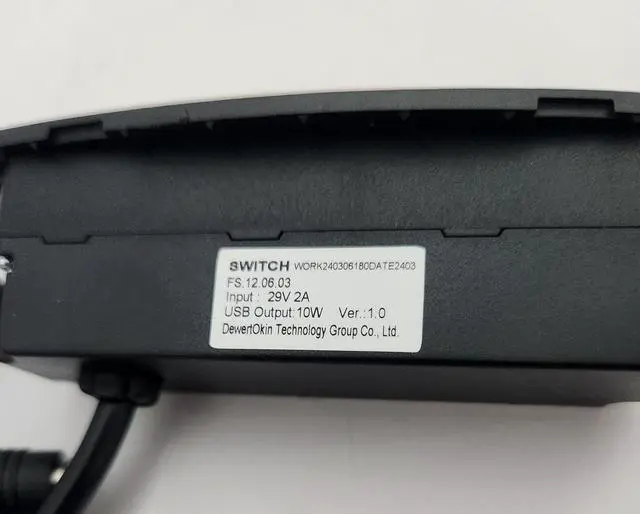 SWITCH WORK240306180DATE2403
FS.12.06.03
Input : 29V 2A
USB Output:10W Ver.:1.0
DewertOkin Technology Group Co., Ltd.